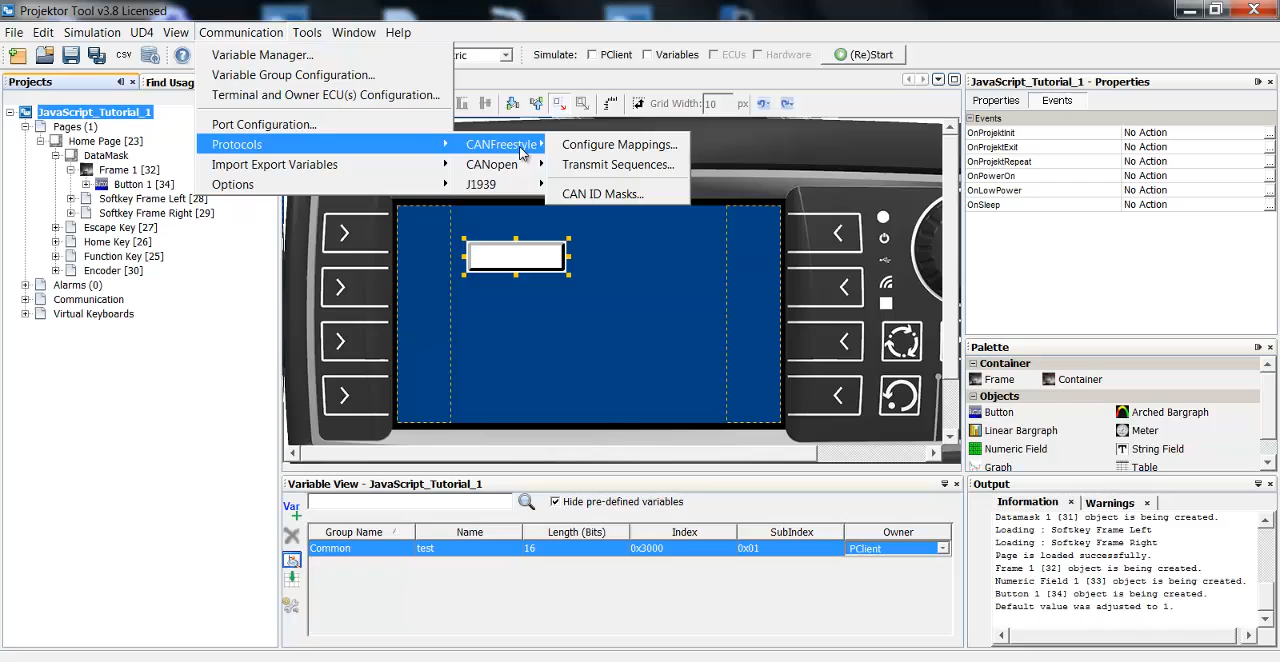 Projektor Tool v3.8 Licensed
File Edit Simulation UD4 View Communication Tools Window Help
CSV
Simulate: PClient Variables ECUs Hardware (Re)Start
Variable Manager...
Variable Group Configuration...
Terminal and Owner ECU(s) Configuration...
Port Configuration...
Protocols
Import Export Variables
Options
CANFreestyle
CANopen
J1939
Configure Mappings...
Transmit Sequences...
CAN ID Masks...
Projects
Find Usag
JavaScript_Tutorial_1
Pages (1)
Home Page [23]
DataMask
Frame 1 [32]
Button 1 [34]
Softkey Frame Left [28]
Softkey Frame Right [29]
Escape Key [27]
Home Key [26]
Function Key [25]
Encoder [30]
Alarms (0)
Communication
Virtual Keyboards
Grid Width: 10 px
JavaScript_Tutorial_1 - Properties
Properties Events
Events
OnProjektInit No Action
OnProjektExit No Action
OnProjektRepeat No Action
OnPowerOn No Action
OnLowPower No Action
OnSleep No Action
Palette
Container
Frame Container
Objects
Button Arched Bargraph
Linear Bargraph Meter
Numeric Field String Field
Graph Table
Variable View - JavaScript_Tutorial_1
Var
Hide pre-defined variables
Group Name Name Length (Bits) Index SubIndex Owner
Common test 16 0x3000 0x01 PClient
Output
Information Warnings
Datamask 1 [31] object is being created.
Loading : Softkey Frame Left
Loading : Softkey Frame Right
Page is loaded successfully.
Frame 1 [32] object is being created.
Numeric Field 1 [33] object is being created.
Button 1 [34] object is being created.
Default value was adjusted to 1.